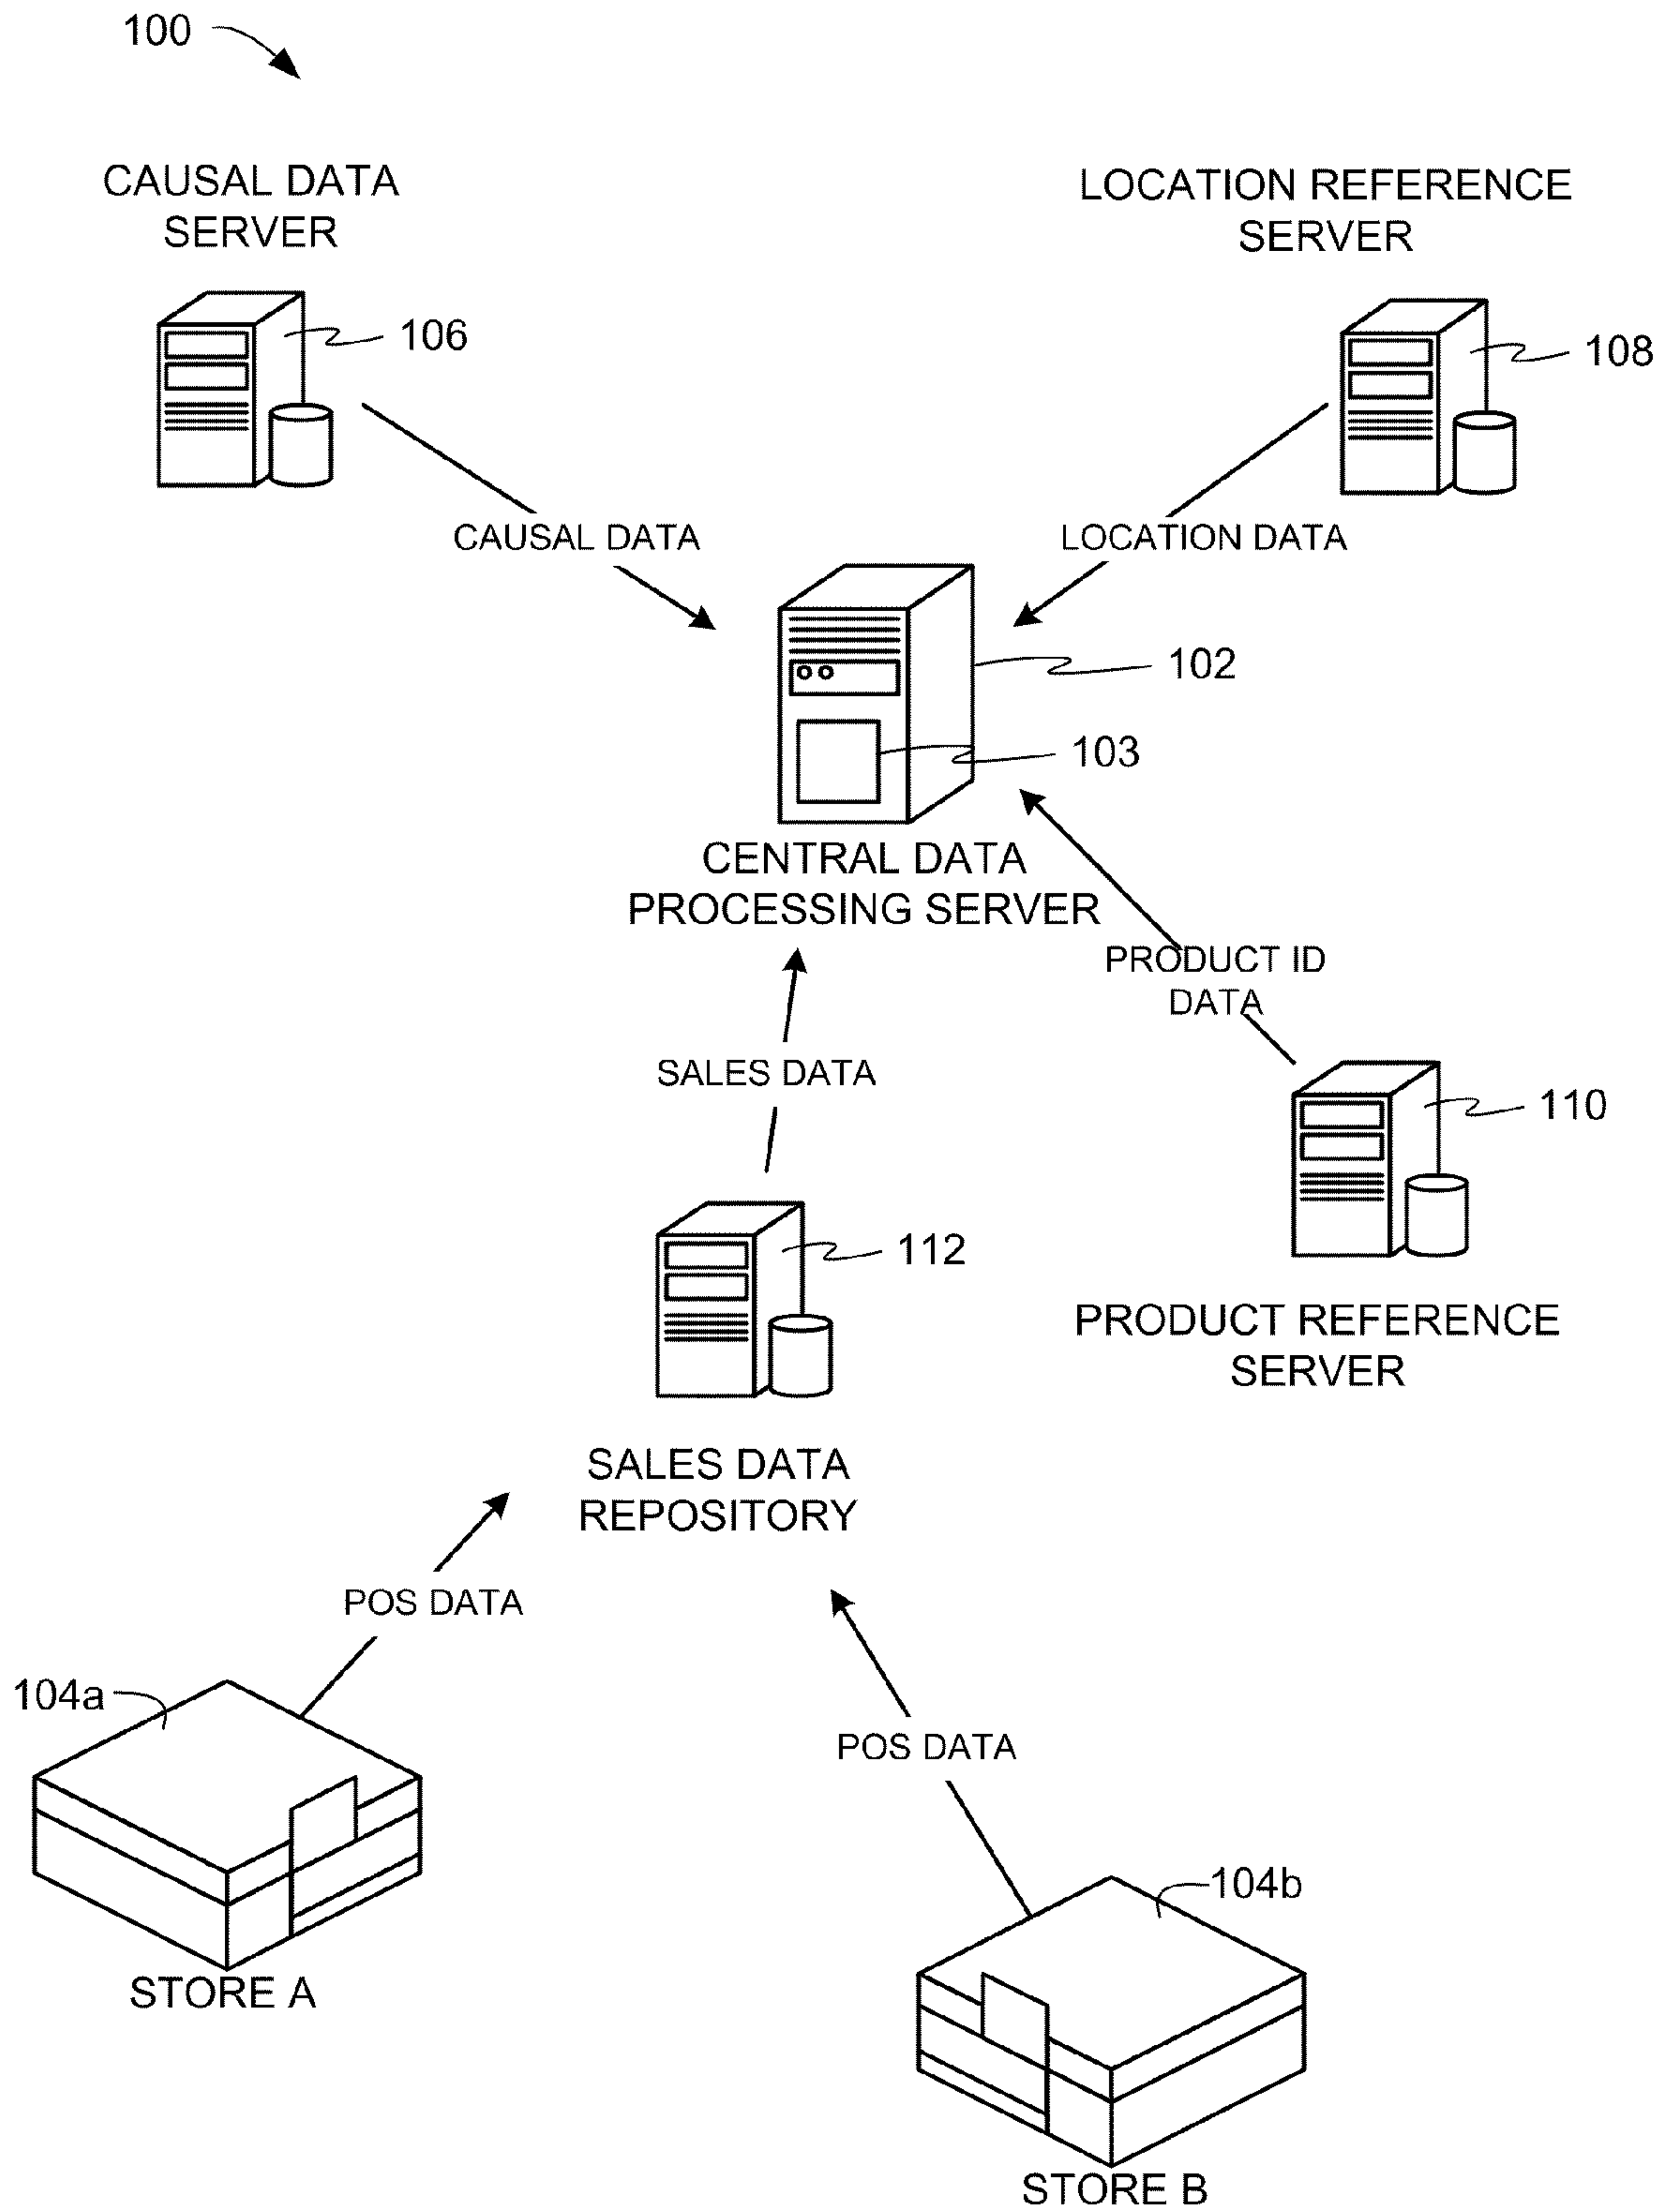 100
CAUSAL DATA
SERVER
LOCATION REFERENCE
SERVER
106
108
CAUSAL DATA
LOCATION DATA
102
103
CENTRAL DATA
PROCESSING SERVER
PRODUCT ID
DATA
SALES DATA
110
112
PRODUCT REFERENCE
SERVER
SALES DATA
REPOSITORY
POS DATA
104a
POS DATA
104b
STORE A
STORE B